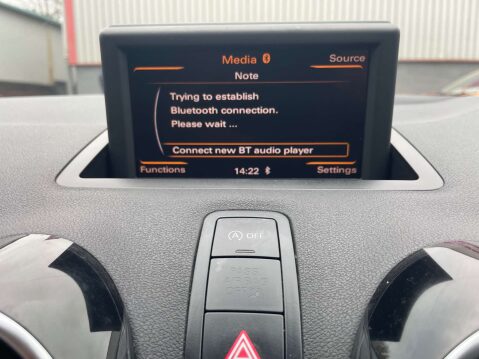 Media
Source
Note
Trying to establish
Bluetooth connection.
Please wait ...
Connect new BT audio player
Functions
14:22
Settings
OFF